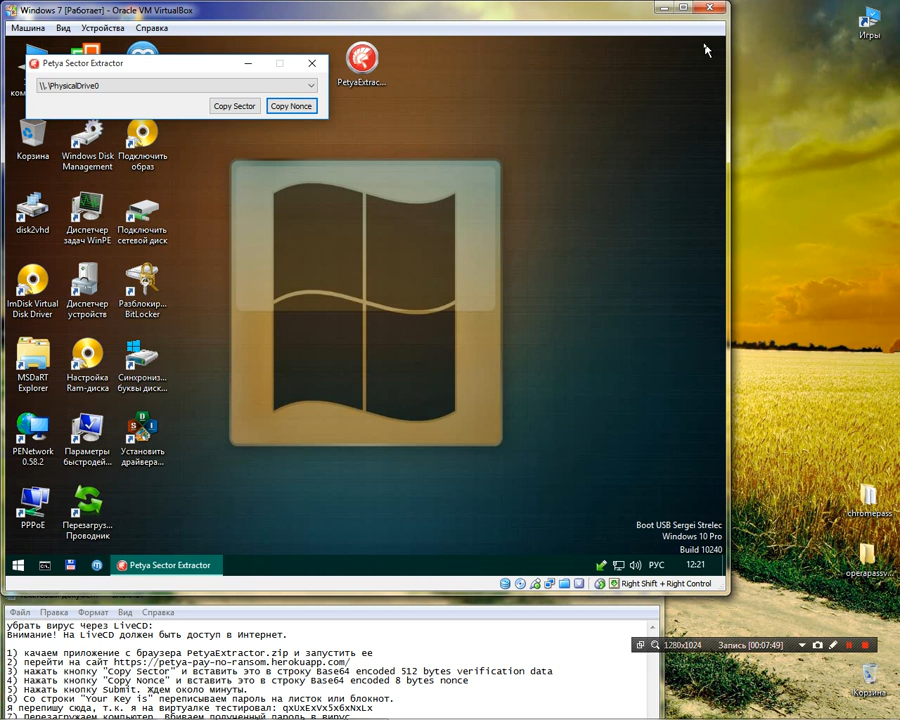 Windows 7 [Работает] - Oracle VM VirtualBox
Машина Вид Устройства Справка
Игры
Petya Sector Extractor
\\.\PhysicalDrive0
Copy Sector Copy Nonce
PetyaExtrac...
Корзина
Windows Disk
Management
Подключить
образ
disk2vhd
Диспетчер
задач WinPE
Подключить
сетевой диск
ImDisk Virtual
Disk Driver
Диспетчер
устройств
Разблокир...
BitLocker
MSDaRT
Explorer
Настройка
Ram-диска
Синхрониз...
буквы диск...
PENetwork
0.58.2
Параметры
быстродей...
Установить
драйвера...
PPPoE
Перезагруз...
Проводник
chromepass
operapassv...
Корзина
Boot USB Sergei Strelec
Windows 10 Pro
Build 10240
Petya Sector Extractor
РУС
12:21
Right Shift + Right Control
Файл Правка Формат Вид Справка
убрать вирус через LiveCD:
Внимание! На LiveCD должен быть доступ в Интернет.
1) качаем приложение с браузера PetyaExtractor.zip и запустить ее
2) перейти на сайт https://petya-pay-no-ransom.herokuapp.com/
3) нажать кнопку "Copy Sector" и вставить это в строку Base64 encoded 512 bytes verification data
4) нажать кнопку "Copy Nonce" и вставить это в строку Base64 encoded 8 bytes nonce
5) Нажать кнопку Submit. Ждем около минуты.
6) Со строки "Your Key is" переписываем пароль на листок или блокнот.
Я перепишу сюда, т.к. я на виртуалке тестировал: qxUxExVx5x6xNxLx
7) Перезагружаем компьютер. Вбиваем полученный пароль в вирус
1280x1024 Запись [00:07:49]